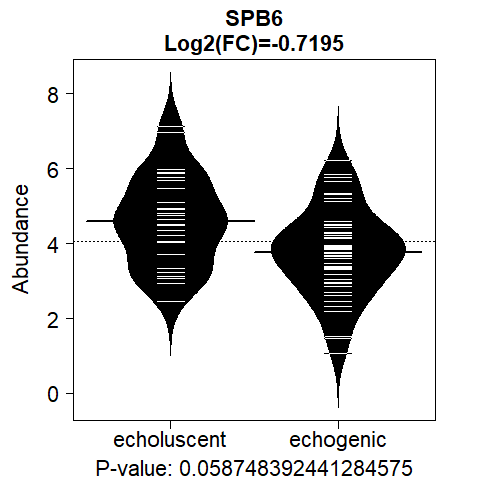 SPB6
Log2(FC)=-0.7195
Abundance
8
6
4
2
0
echoluscent echogenic
P-value: 0.058748392441284575